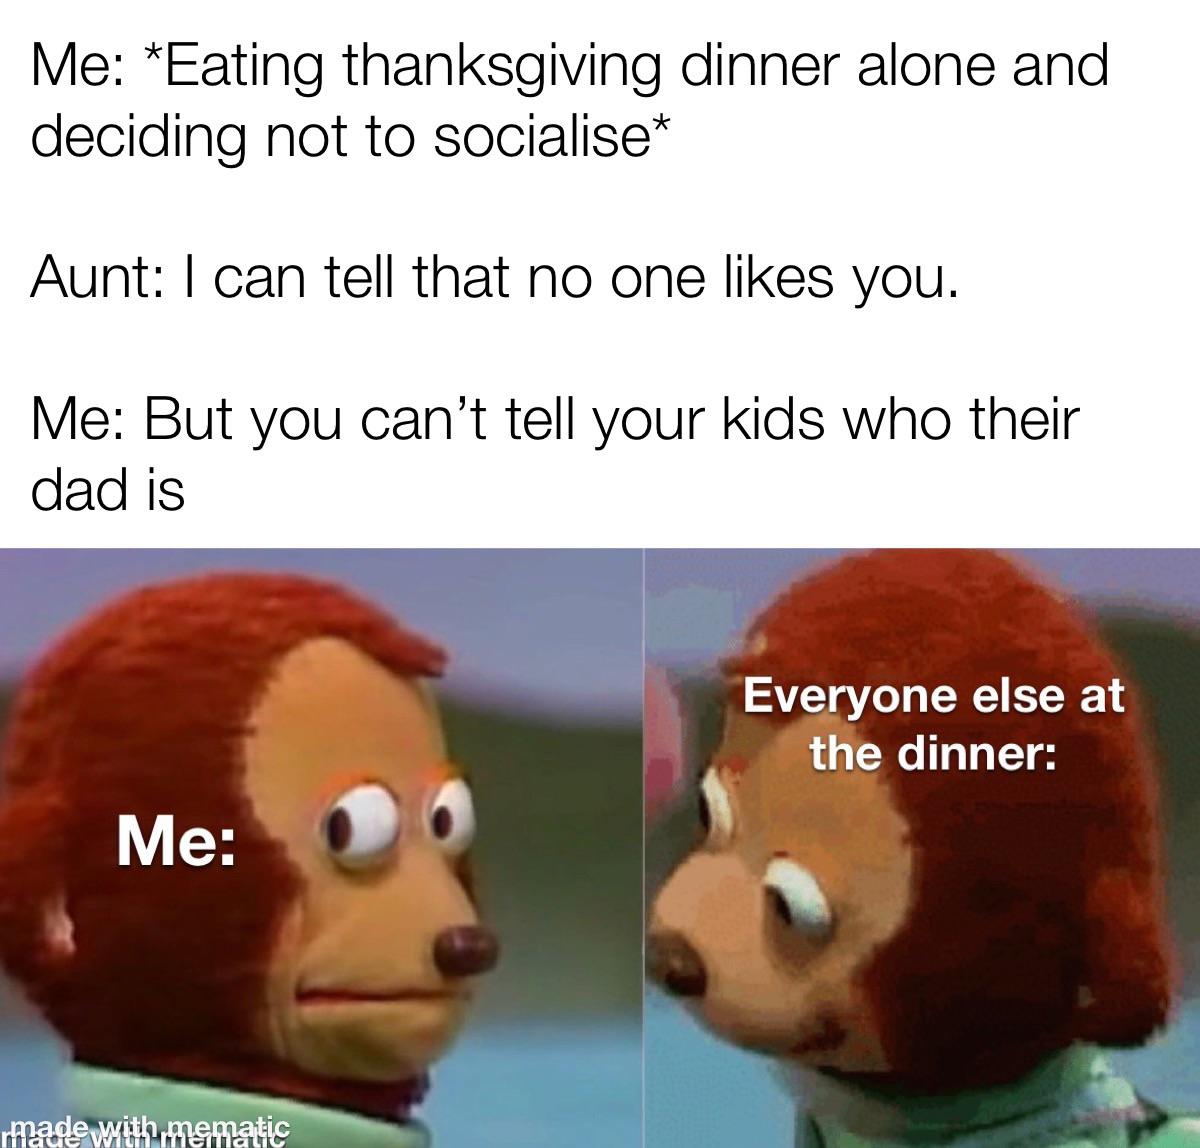 Me: *Eating thanksgiving dinner alone and
deciding not to socialise*
Aunt: I can tell that no one likes you.
Me: But you can’t tell your kids who their
dad is
Everyone else at
the dinner:
Me:
made with mematic